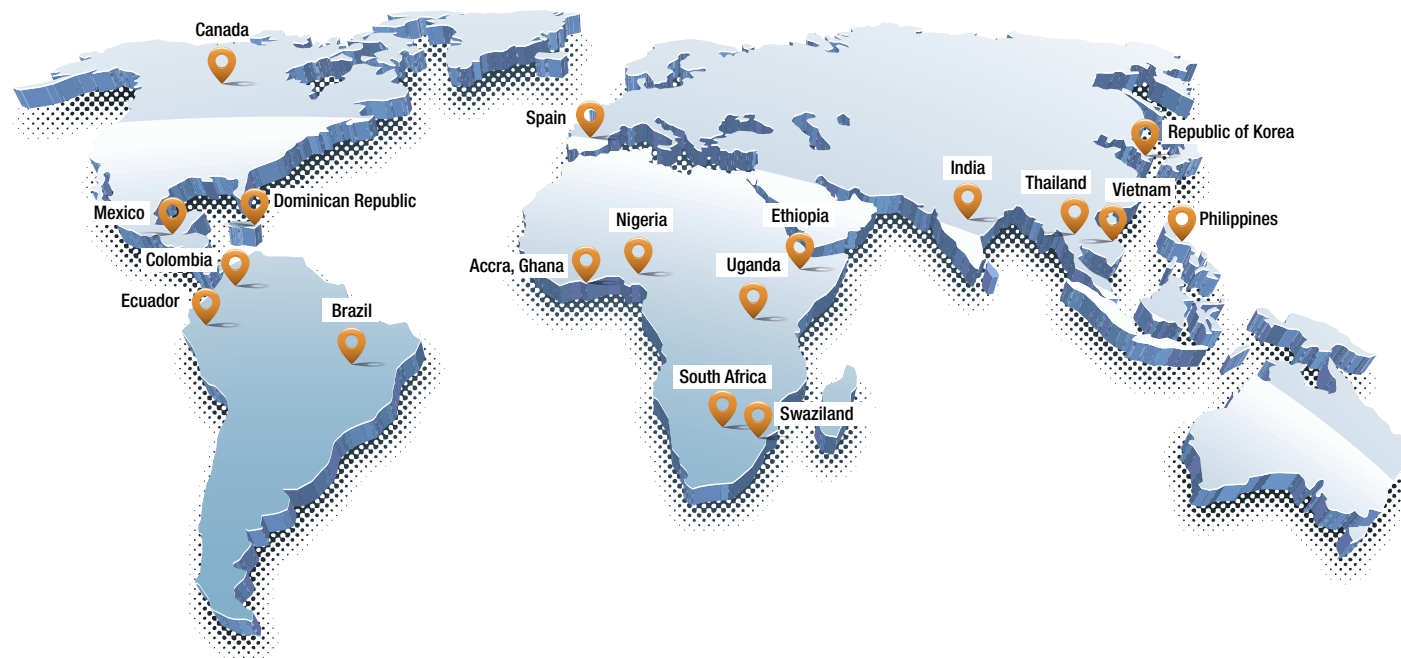 Canada
Spain
Republic of Korea
India
Thailand
Vietnam
Dominican Republic
Mexico
Nigeria
Ethiopia
Philippines
Colombia
Accra, Ghana
Uganda
Ecuador
Brazil
South Africa
Swaziland